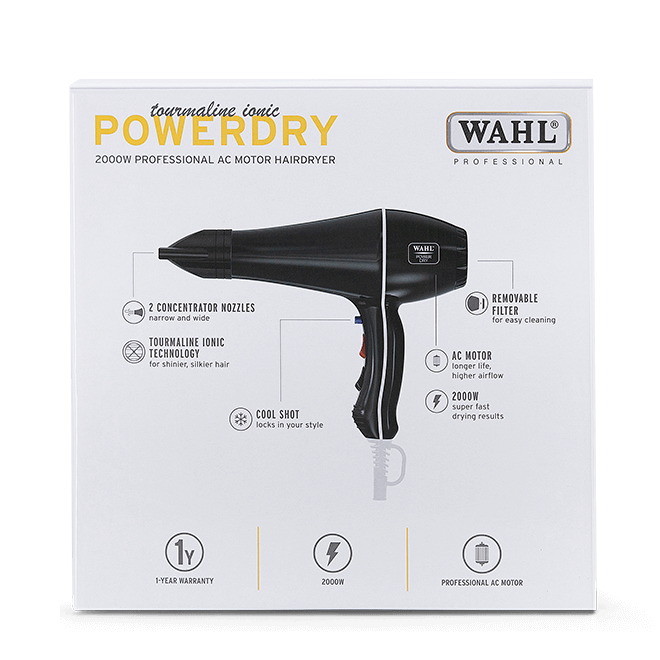 tourmaline ionic
POWERDRY
2000W PROFESSIONAL AC MOTOR HAIRDRYER
WAHL®
PROFESSIONAL
WAHL
POWER
DRY
2 CONCENTRATOR NOZZLES
narrow and wide
TOURMALINE IONIC
TECHNOLOGY
for shinier, silkier hair
COOL SHOT
locks in your style
REMOVABLE
FILTER
for easy cleaning
AC MOTOR
longer life,
higher airflow
2000W
super fast
drying results
1Y
1-YEAR WARRANTY
2000W
PROFESSIONAL AC MOTOR